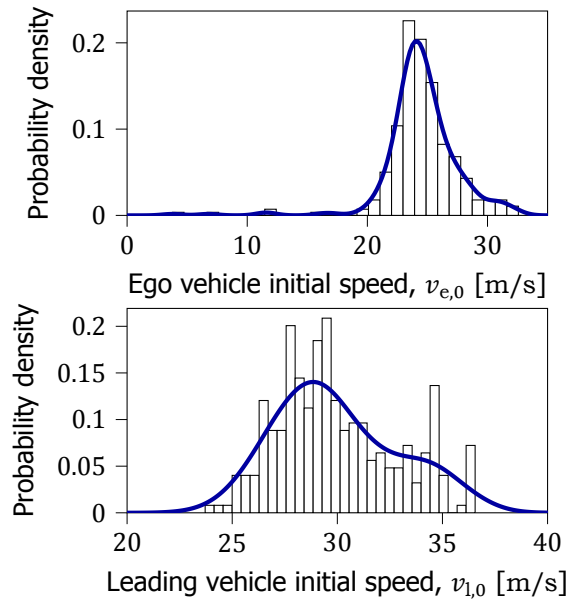 Probability density
0.2
0.1
0
0 10 20 30
Ego vehicle initial speed, v_e,0 [m/s]
Probability density
0.2
0.15
0.1
0.05
0
20 25 30 35 40
Leading vehicle initial speed, v_l,0 [m/s]